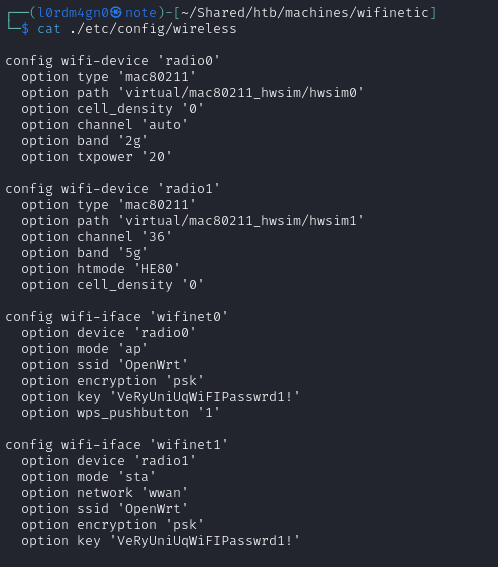 ┌──(l0rdm4gn0㉿note)-[~/Shared/htb/machines/wifinetic]
└─$ cat ./etc/config/wireless
config wifi-device 'radio0'
option type 'mac80211'
option path 'virtual/mac80211_hwsim/hwsim0'
option cell_density '0'
option channel 'auto'
option band '2g'
option txpower '20'
config wifi-device 'radio1'
option type 'mac80211'
option path 'virtual/mac80211_hwsim/hwsim1'
option channel '36'
option band '5g'
option htmode 'HE80'
option cell_density '0'
config wifi-iface 'wifinet0'
option device 'radio0'
option mode 'ap'
option ssid 'OpenWrt'
option encryption 'psk'
option key 'VeRyUniUqWiFIPasswrd1!'
option wps_pushbutton '1'
config wifi-iface 'wifinet1'
option device 'radio1'
option mode 'sta'
option network 'wwan'
option ssid 'OpenWrt'
option encryption 'psk'
option key 'VeRyUniUqWiFIPasswrd1!'